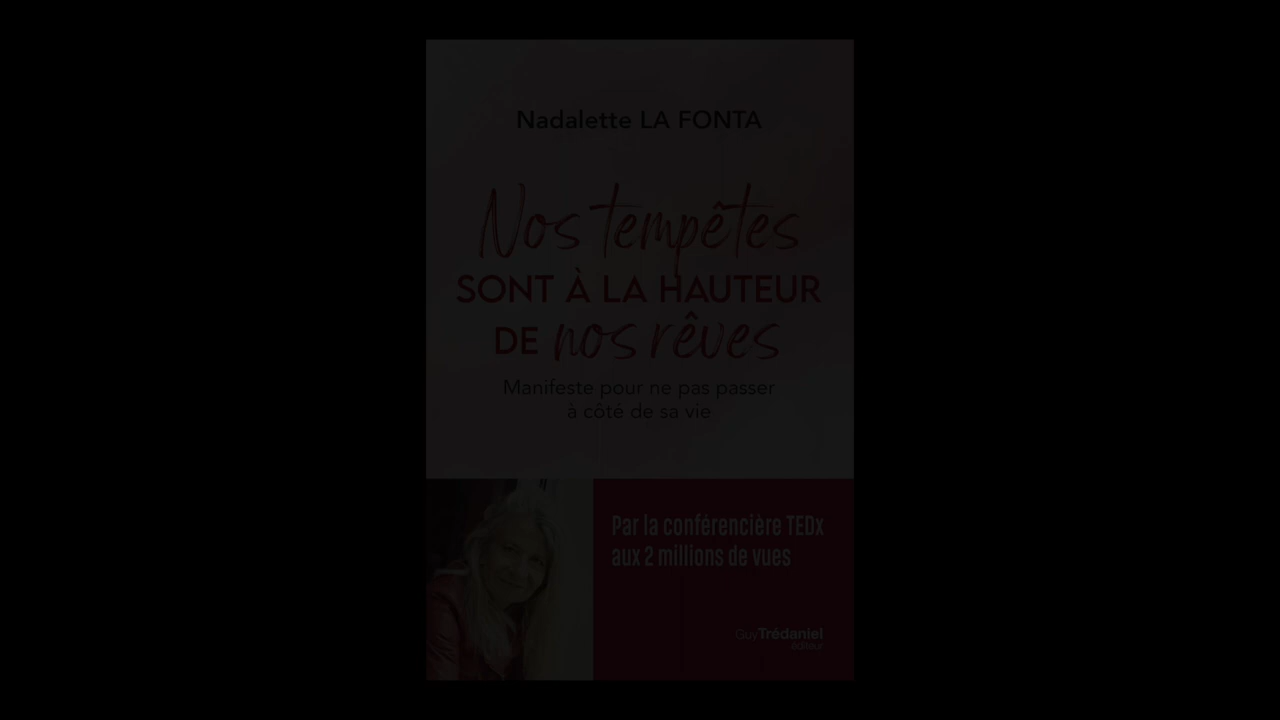 Nadalette LA FONTA
Nos tempêtes
SONT À LA HAUTEUR
DE nos rêves
Manifeste pour ne pas passer
à côté de sa vie
Par la conférencière TEDx
aux 2 millions de vues
Guy Trédaniel
éditeur